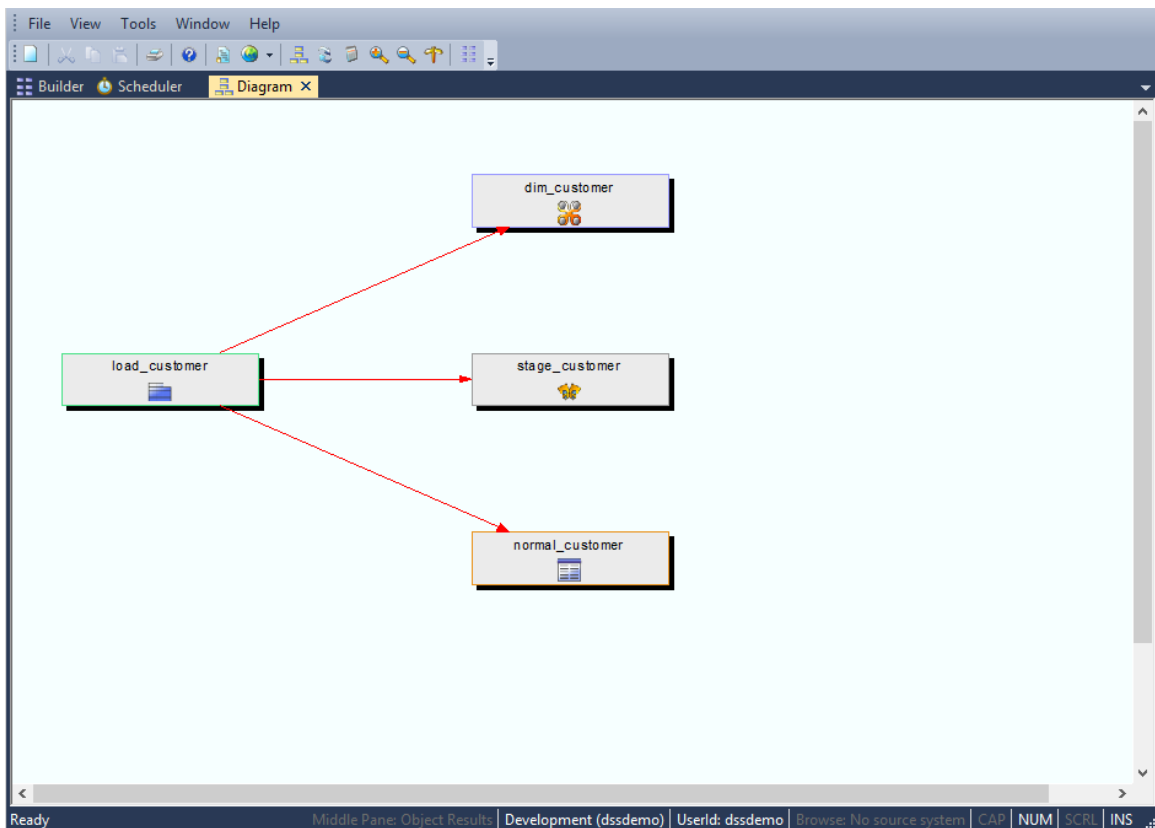 File View Tools Window Help
Builder Scheduler Diagram
dim_customer
load_customer
stage_customer
normal_customer
Ready Middle Pane: Object Results Development (dssdemo) UserId: dssdemo Browse: No source system CAP NUM SCRL INS